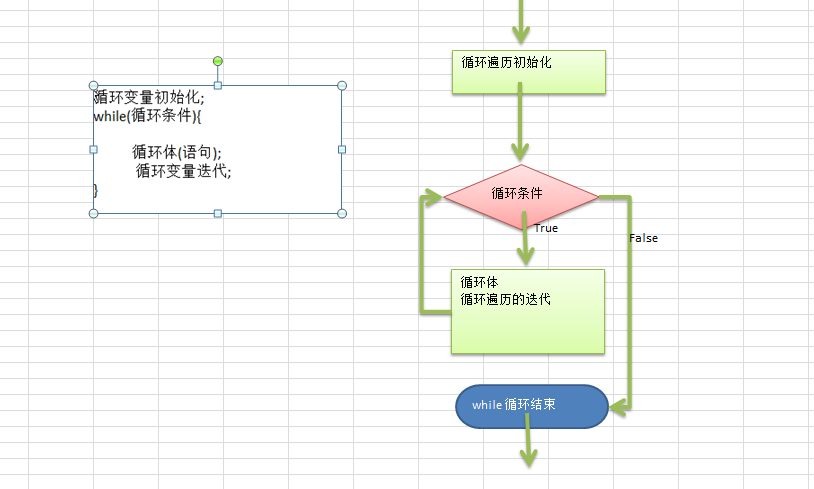 循环变量初始化;
while(循环条件){
循环体(语句);
循环变量迭代;
}
循环遍历初始化
循环条件
True
False
循环体
循环遍历的迭代
while 循环结束